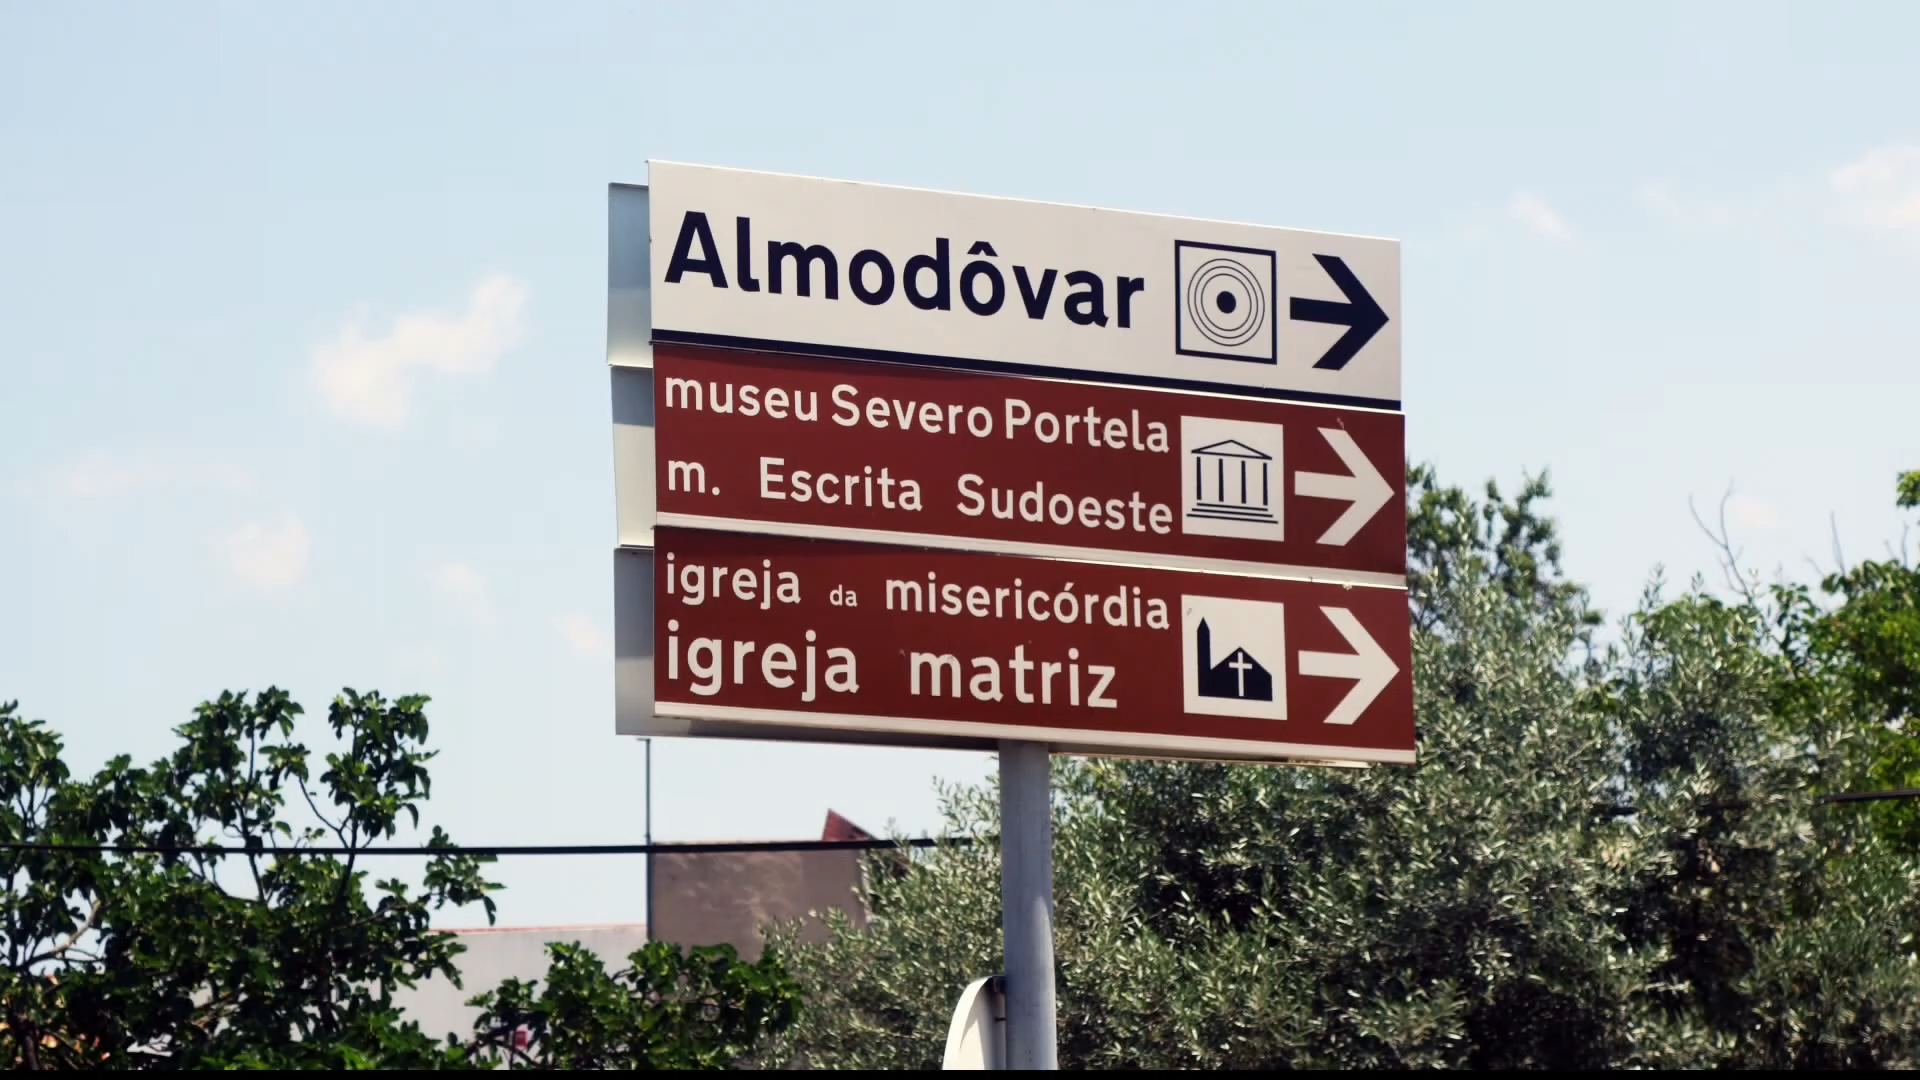 Almodôvar
museu Severo Portela
m. Escrita Sudoeste
igreja da misericórdia
igreja matriz